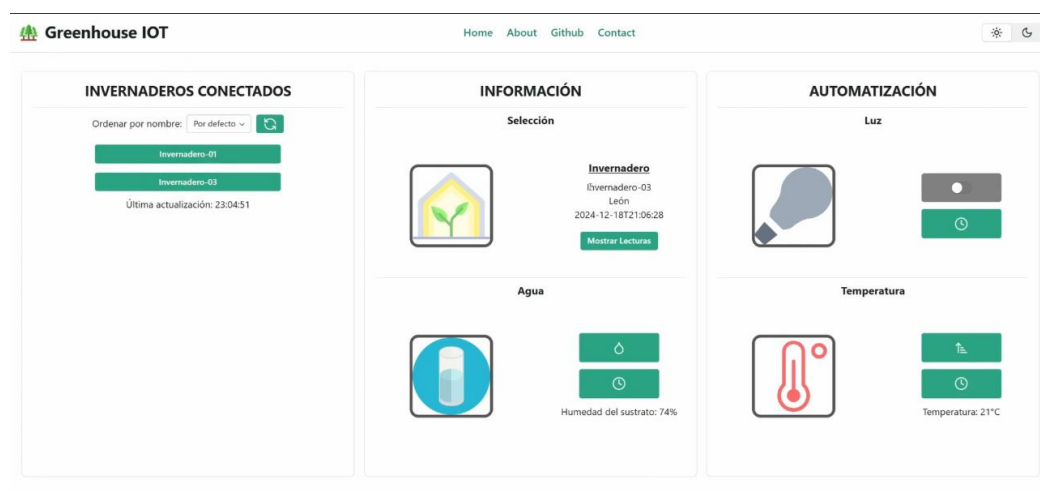 Greenhouse IOT
Home About Github Contact
INVERNADEROS CONECTADOS
Ordenar por nombre: Por defecto
Invernadero-01
Invernadero-03
Última actualización: 23:04:51
INFORMACIÓN
Selección
Invernadero
Invernadero-03
León
2024-12-18T21:06:28
Mostrar Lecturas
Agua
Humedad del sustrato: 74%
AUTOMATIZACIÓN
Luz
Temperatura
Temperatura: 21°C